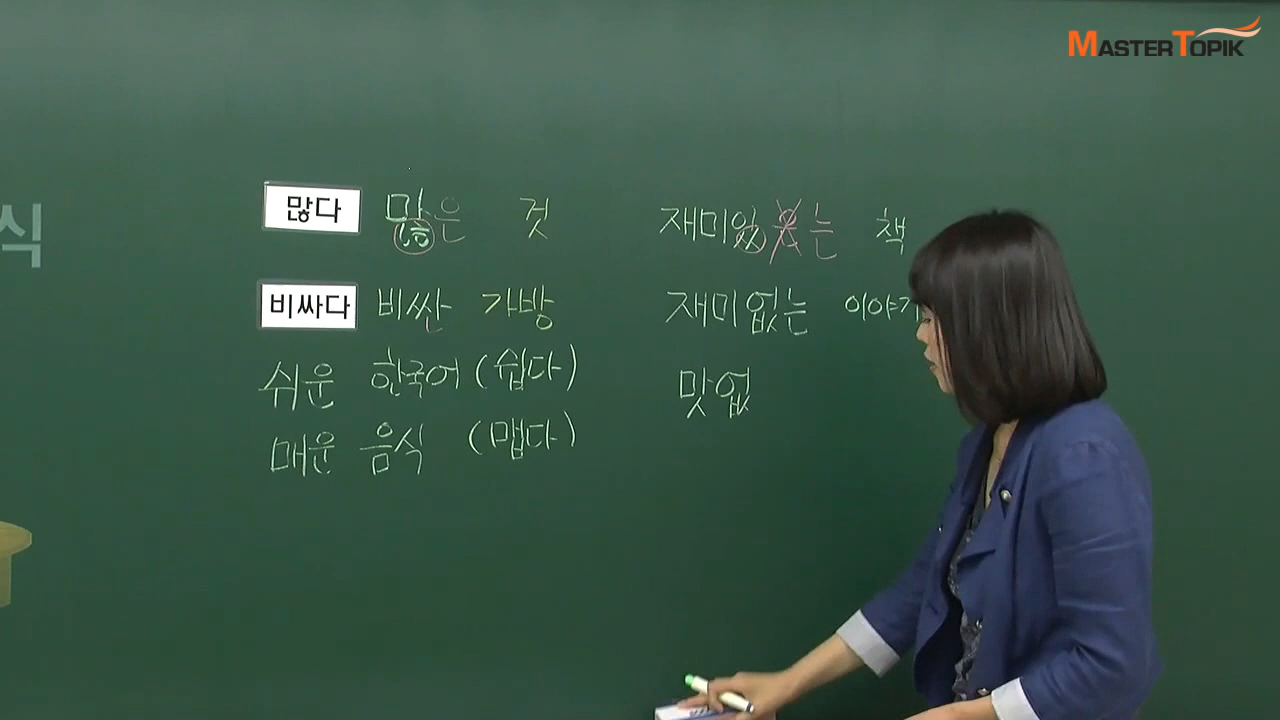 MASTERTOPIK
식
많다 많은 것
비싸다 비싼 가방
쉬운 한국어 (쉽다)
매운 음식 (맵다)
재미있는 책
재미없는 이야기
맛없